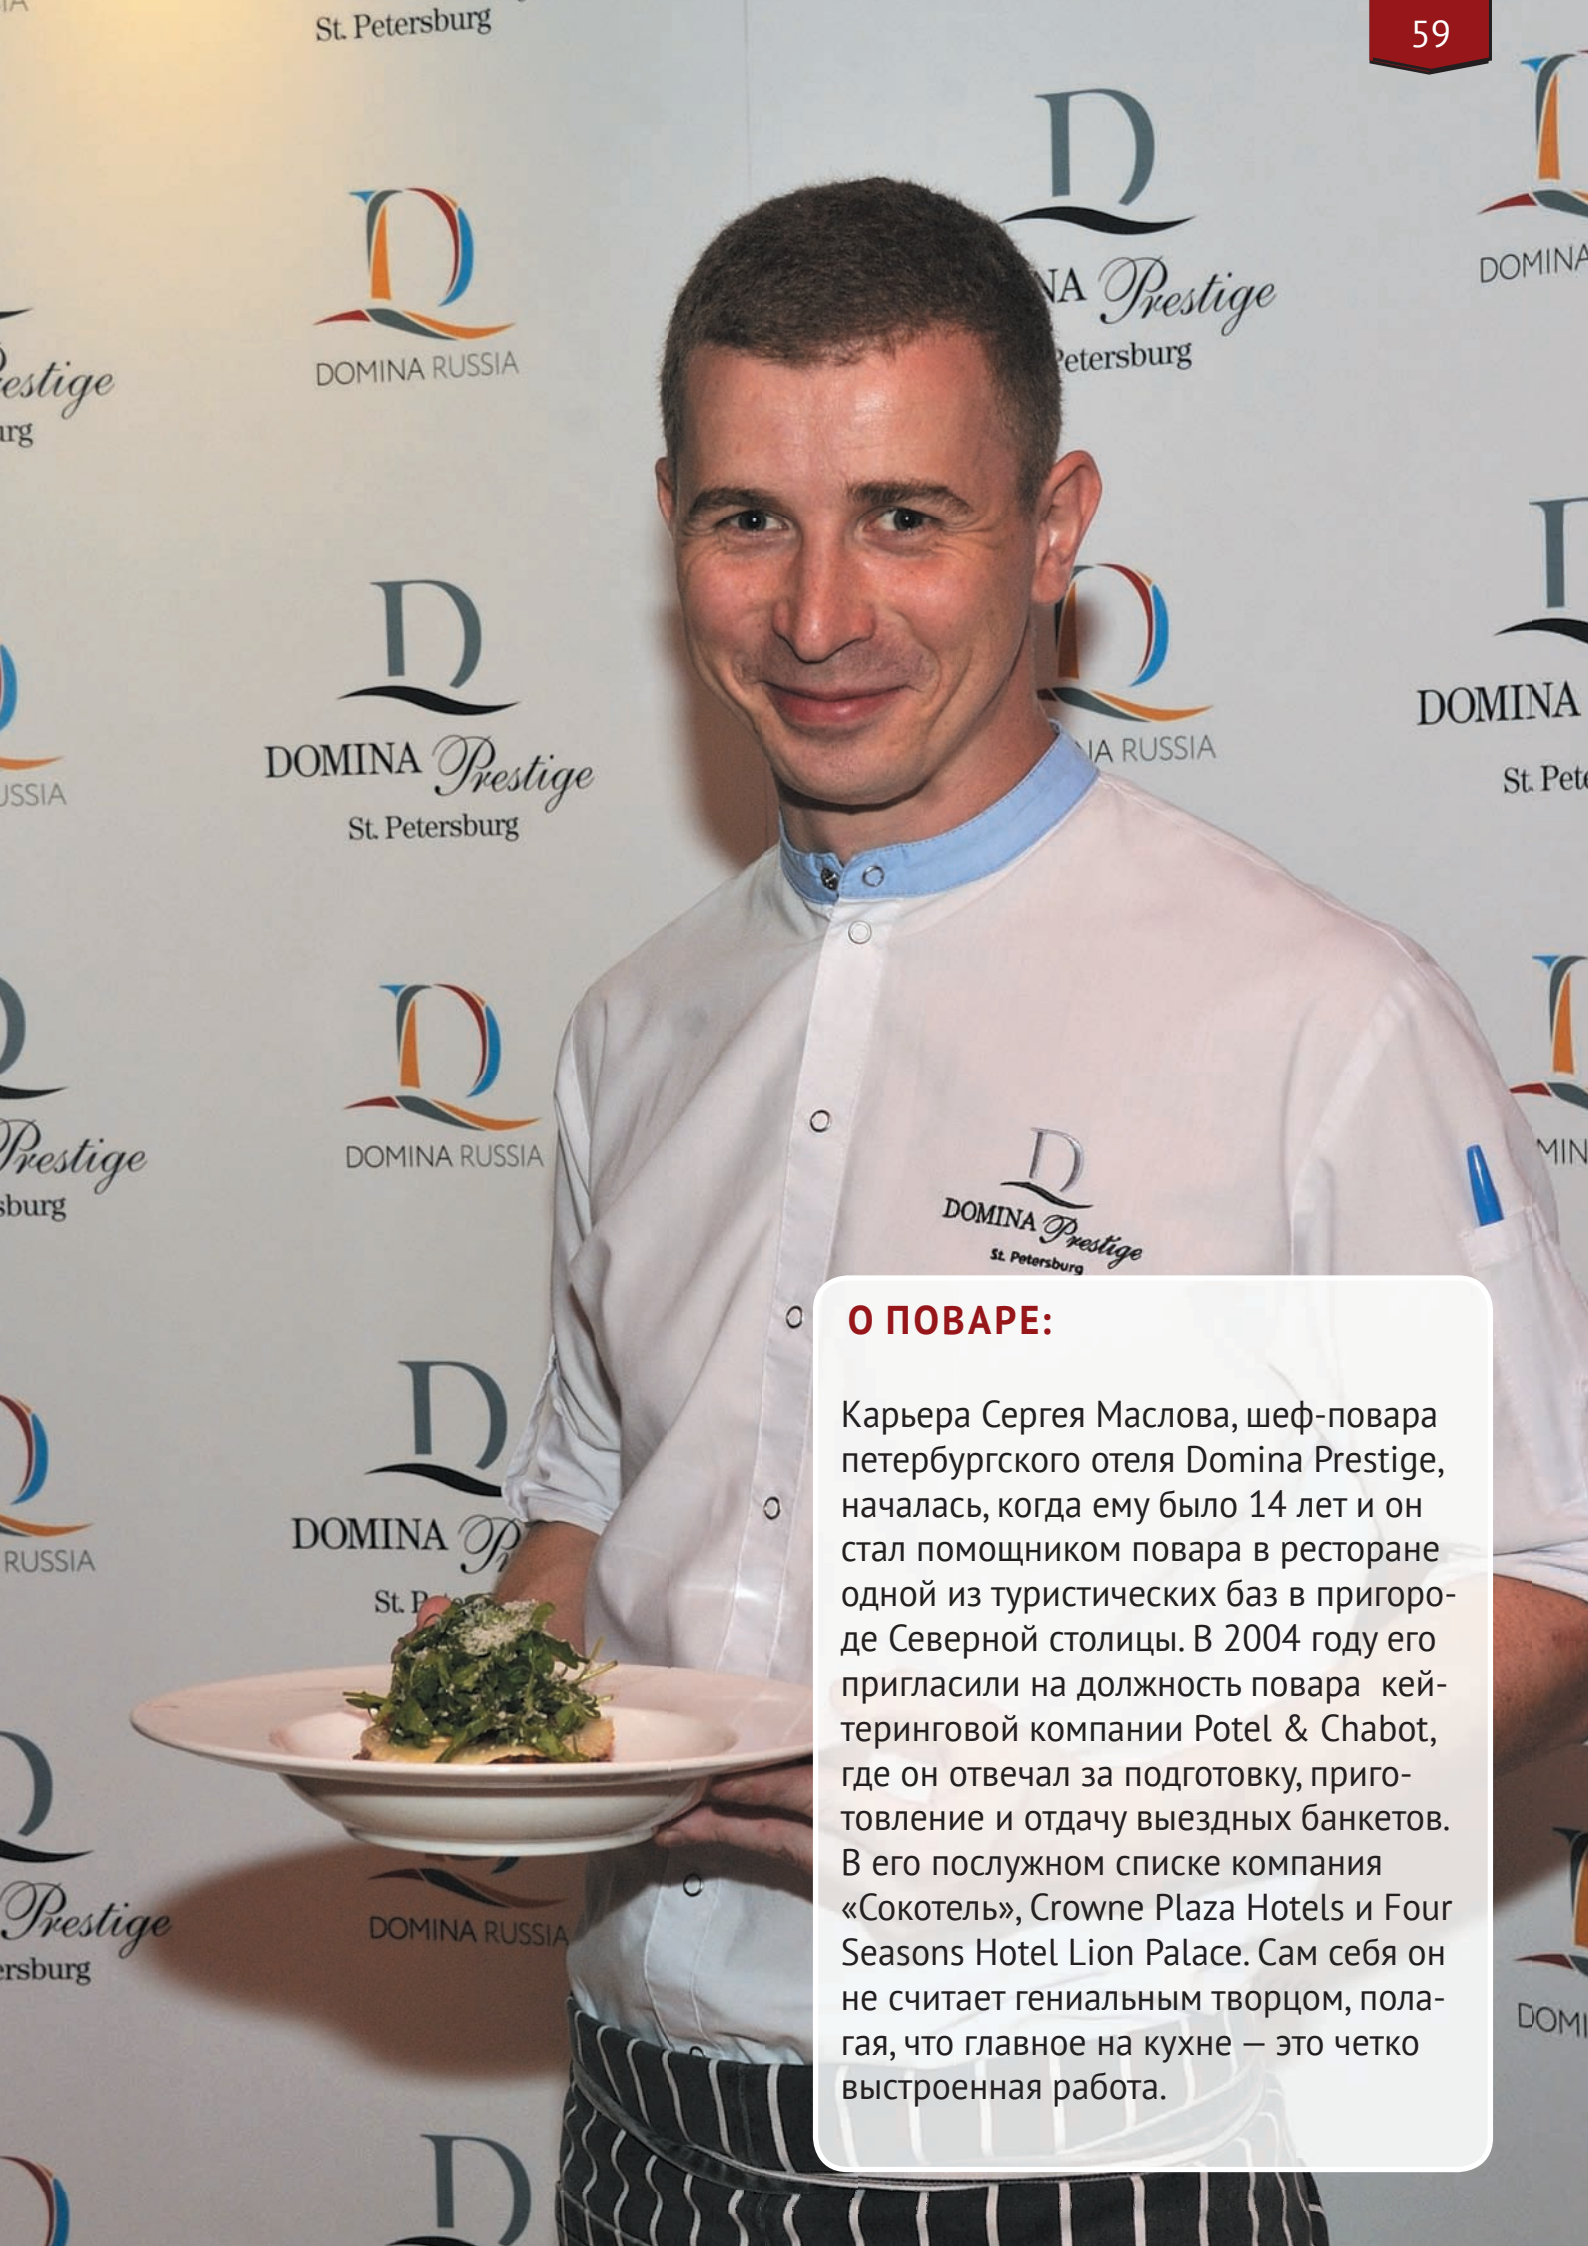 St. Petersburg
59
DOMINA RUSSIA
Prestige
Petersburg
DOMINA
DOMINA Prestige
St. Petersburg
RUSSIA
DOMINA
DOMINA RUSSIA
Prestige
DOMINA Prestige
St. Petersburg
О ПОВАРЕ:
Карьера Сергея Маслова, шеф-повара
петербургского отеля Domina Prestige,
началась, когда ему было 14 лет и он
стал помощником повара в ресторане
одной из туристических баз в пригоро-
де Северной столицы. В 2004 году его
пригласили на должность повара кей-
теринговой компании Potel & Chabot,
где он отвечал за подготовку, приго-
товление и отдачу выездных банкетов.
В его послужном списке компания
«Сокотель», Crowne Plaza Hotels и Four
Seasons Hotel Lion Palace. Сам себя он
не считает гениальным творцом, пола-
гая, что главное на кухне — это четко
выстроенная работа.
DOMINA
RUSSIA
Prestige
DOMINA RUSSIA